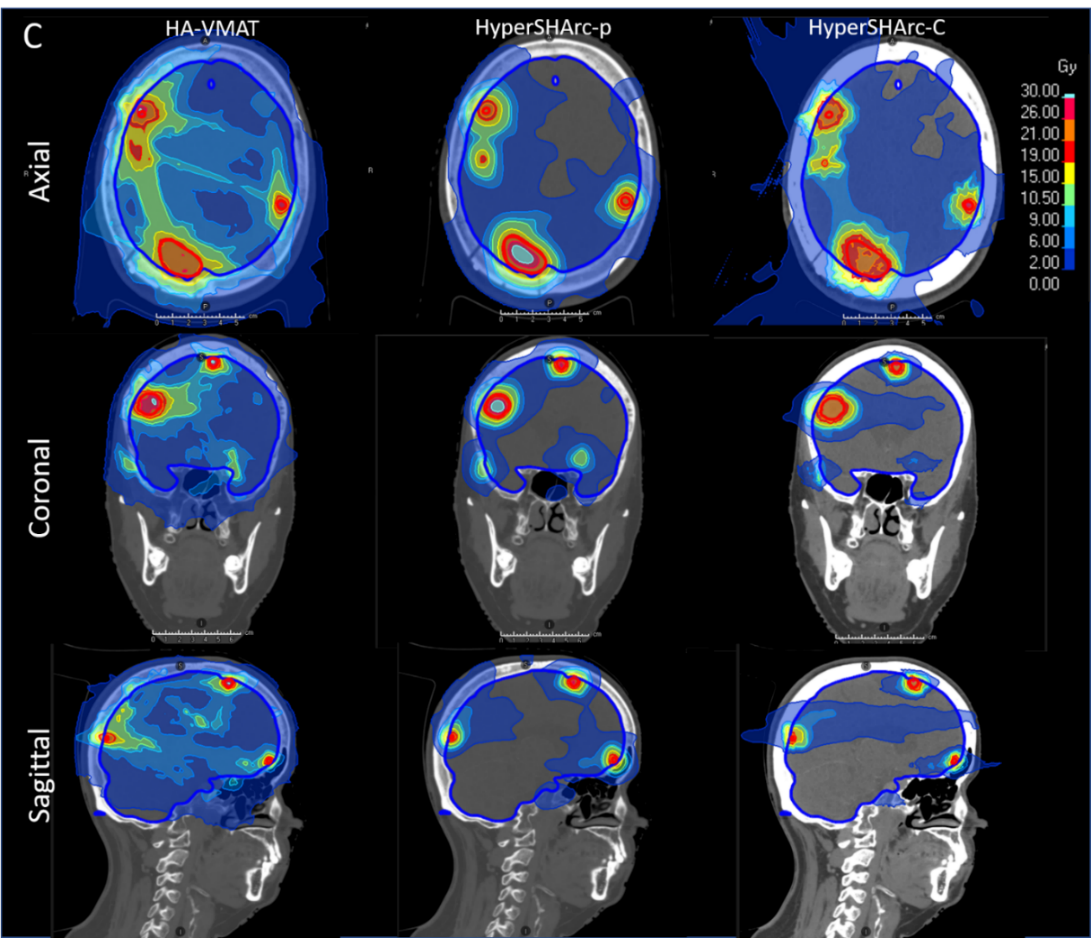 C
HA-VMAT
HyperSHArc-p
HyperSHArc-C
Gy
30.00
26.00
21.00
19.00
15.00
10.50
9.00
6.00
2.00
0.00
Axial
Coronal
Sagittal